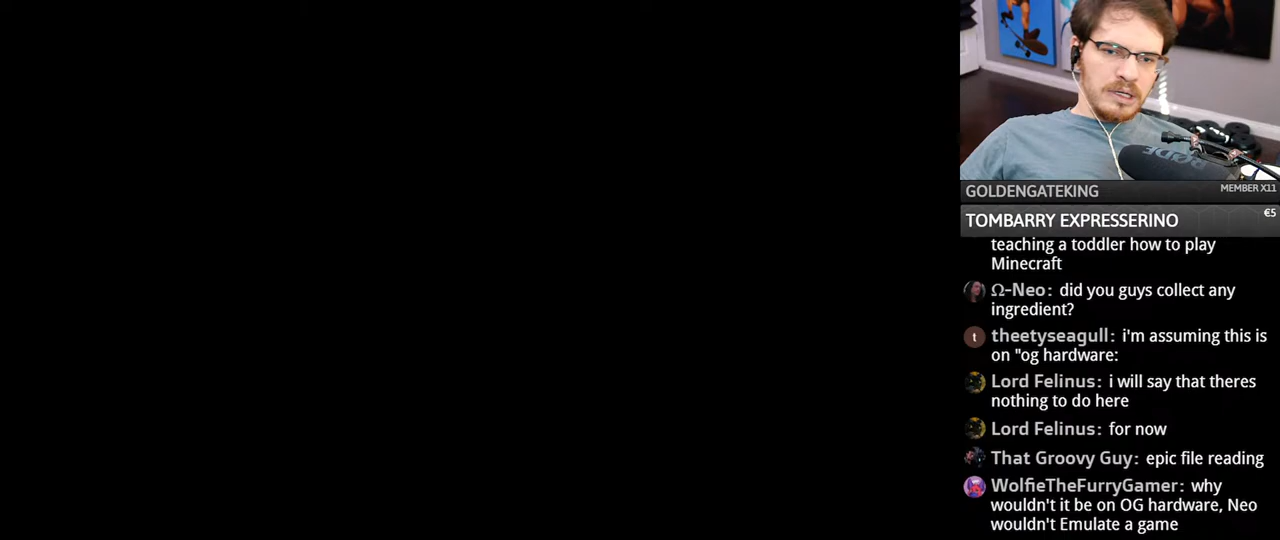 RØDE
GOLDENGATEKING
MEMBER X11
TOMBARRY EXPRESSERINO
€5
teaching a toddler how to play
Minecraft
Ω-Neo: did you guys collect any
ingredient?
t theetyseagull: i'm assuming this is
on "og hardware:
Lord Felinus: i will say that theres
nothing to do here
Lord Felinus: for now
That Groovy Guy: epic file reading
WolfieTheFurryGamer: why
wouldn't it be on OG hardware, Neo
wouldn't Emulate a game